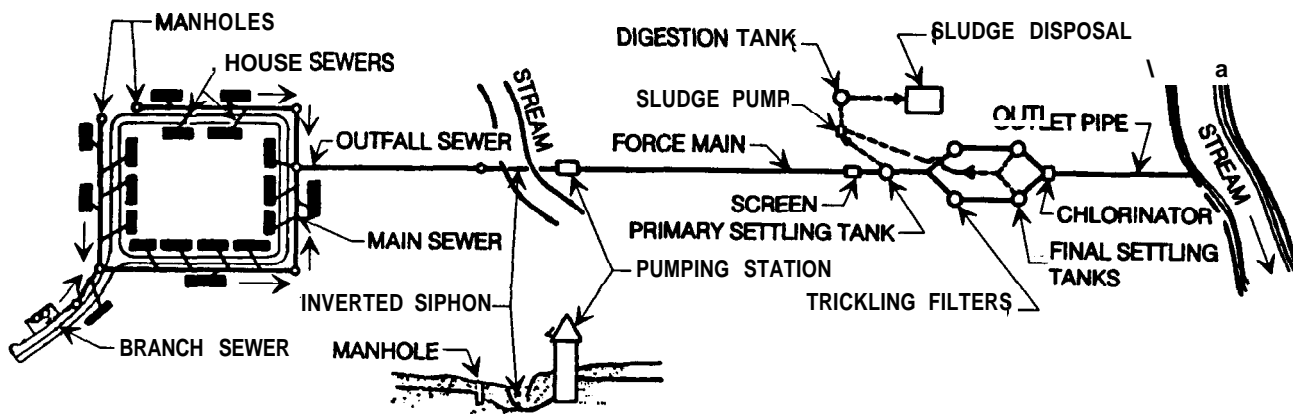 MANHOLES
HOUSE SEWERS
STREAM
OUTFALL SEWER
DIGESTION TANK
SLUDGE DISPOSAL
SLUDGE PUMP
FORCE MAIN
OUTLET PIPE
STREAM
SCREEN
PRIMARY SETTLING TANK
CHLORINATOR
MAIN SEWER
PUMPING STATION
FINAL SETTLING
TANKS
INVERTED SIPHON
TRICKLING FILTERS
BRANCH SEWER
MANHOLE